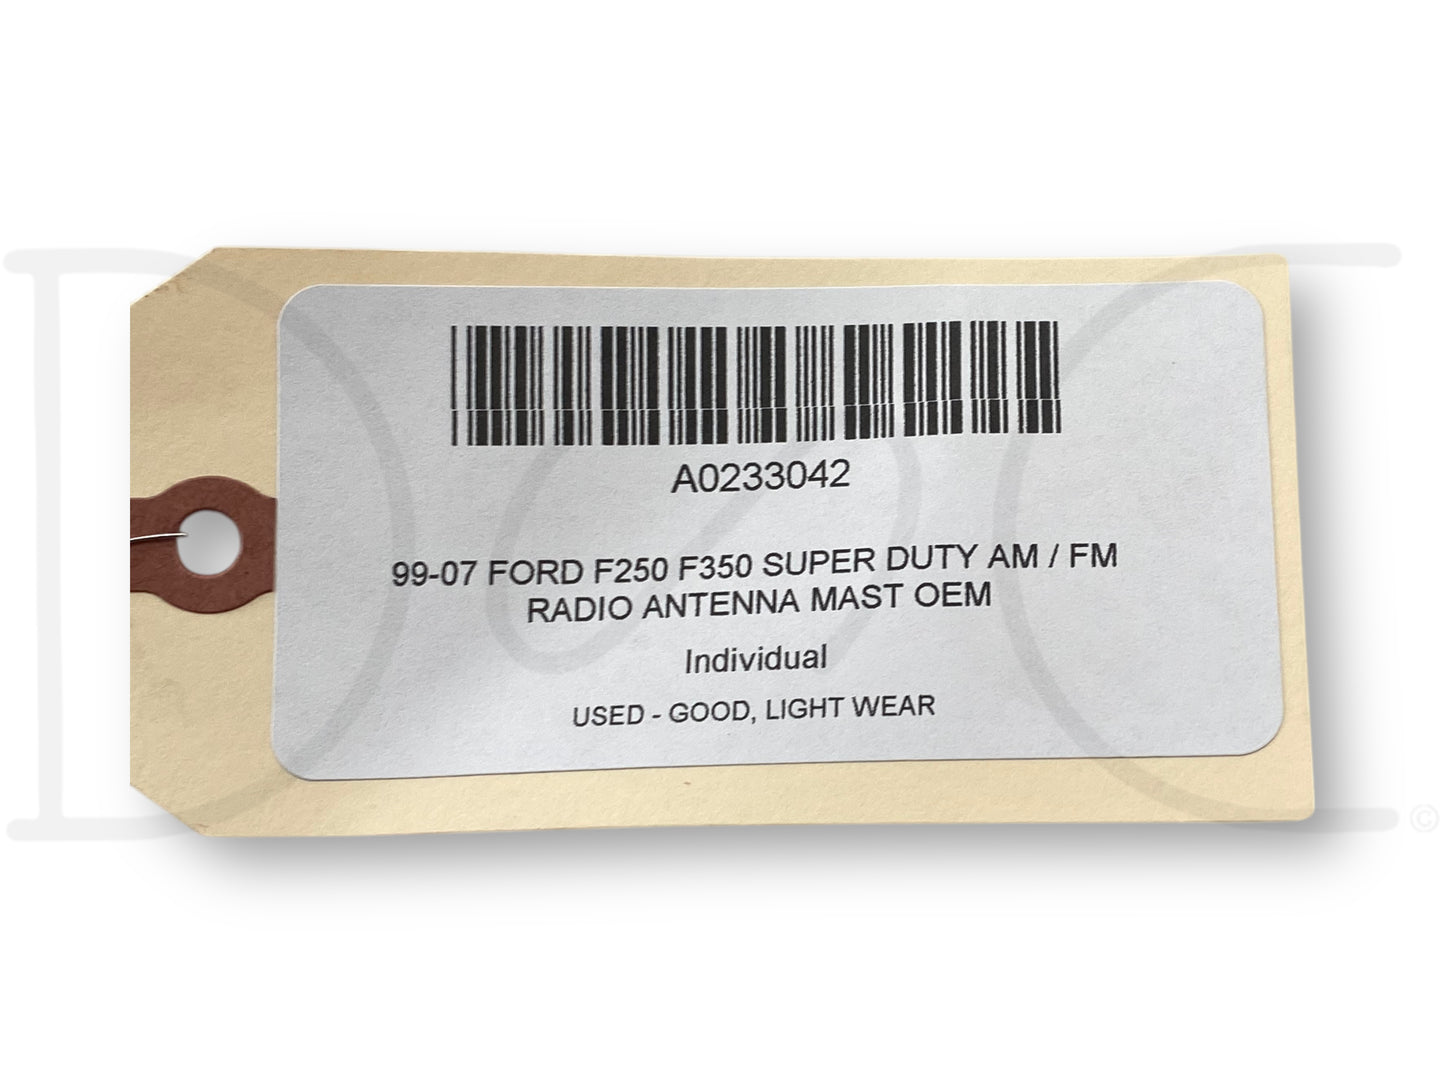 A0233042
99-07 FORD F250 F350 SUPER DUTY AM / FM
RADIO ANTENNA MAST OEM
Individual
USED - GOOD, LIGHT WEAR
©